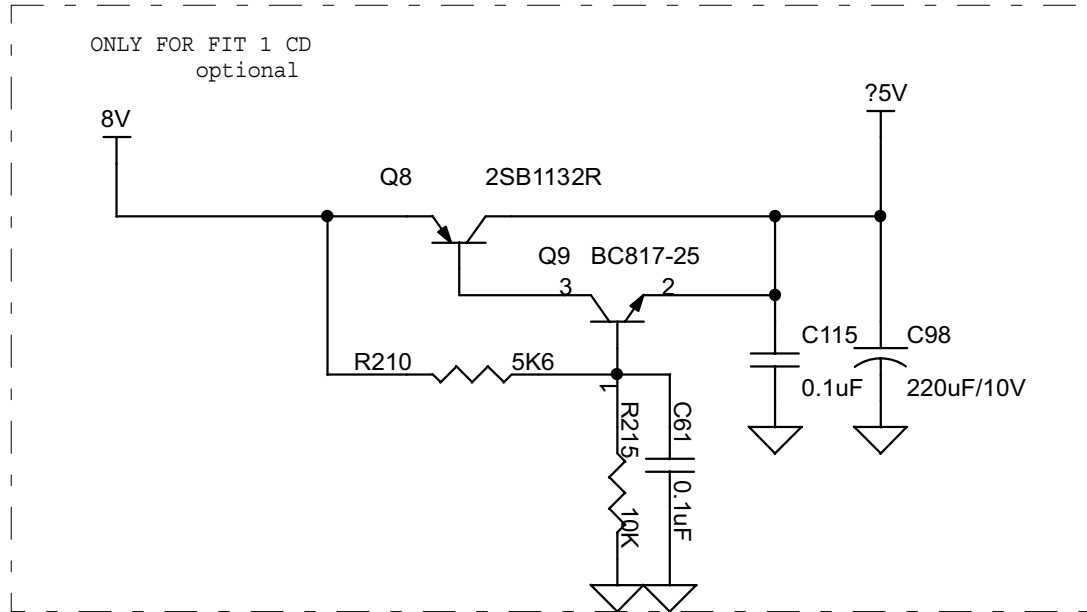 ONLY FOR FIT 1 CD
optional
8V
?5V
Q8 2SB1132R
Q9 BC817-25
3 2
C115 C98
R210 5K6
0.1uF 220uF/10V
1
R215
10K
C61
0.1uF